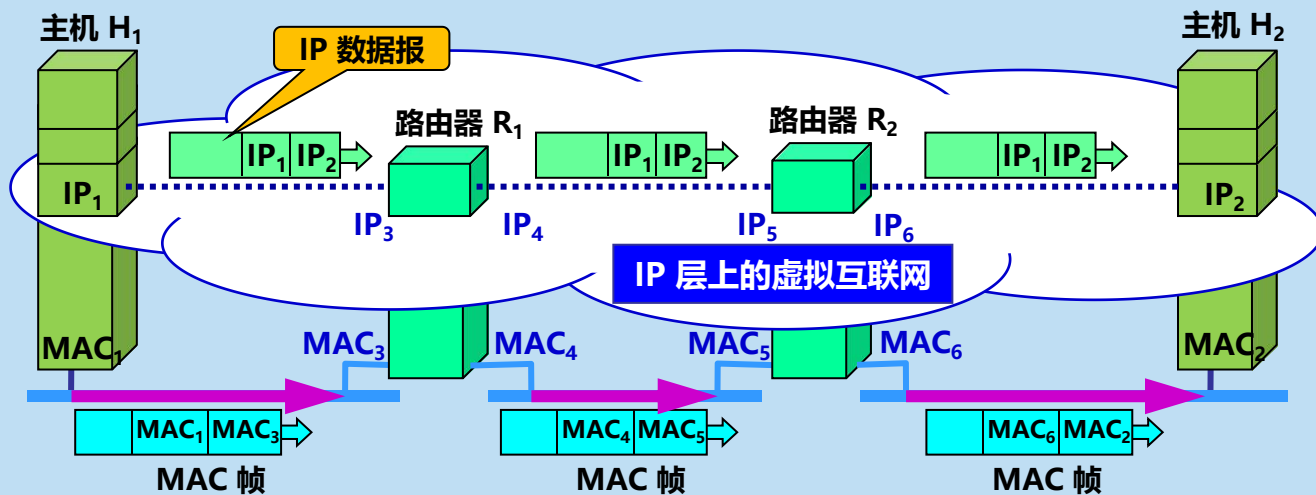 主机 H₁
主机 H₂
IP 数据报
路由器 R₁
路由器 R₂
IP₁ IP₂
IP₁ IP₂
IP₁ IP₂
IP₁
IP₂
IP₃
IP₄
IP₅
IP₆
IP 层上的虚拟互联网
MAC₁
MAC₃
MAC₄
MAC₅
MAC₆
MAC₂
MAC₁ MAC₃
MAC₄ MAC₅
MAC₆ MAC₂
MAC 帧
MAC 帧
MAC 帧